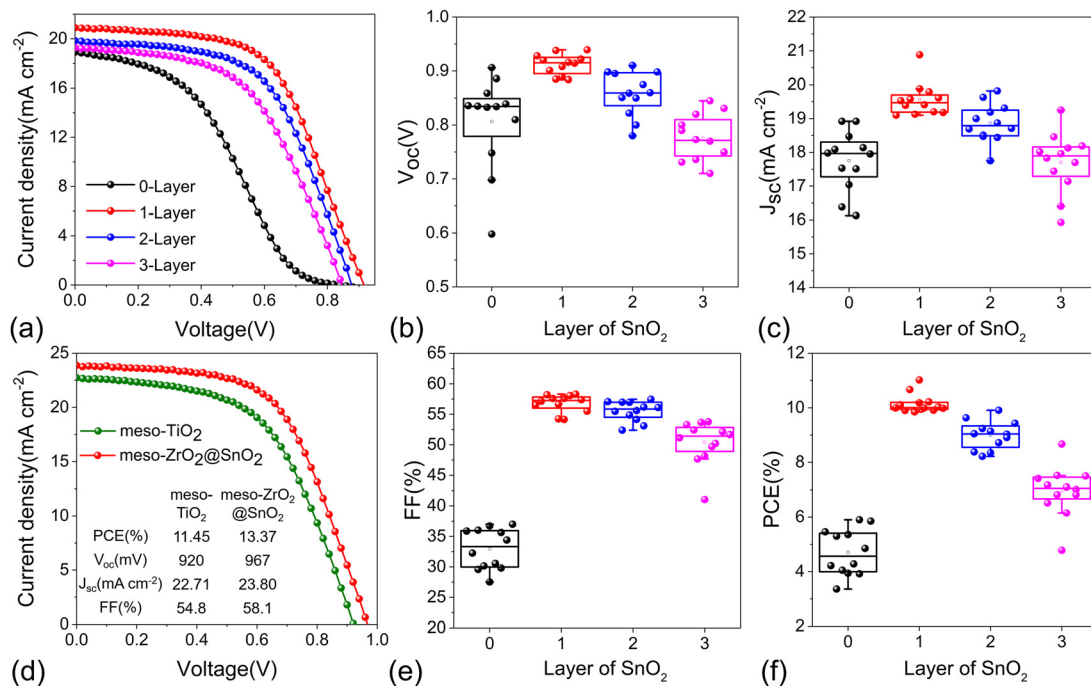 20
16
12
8
4
0
Current density(mA cm⁻²)
0-Layer
1-Layer
2-Layer
3-Layer
0.0 0.2 0.4 0.6 0.8
Voltage(V)
(a)
1.0
0.9
0.8
0.7
0.6
0.5
V_OC(V)
0 1 2 3
Layer of SnO₂
(b)
22
21
20
19
18
17
16
15
14
J_SC(mA cm⁻²)
0 1 2 3
Layer of SnO₂
(c)
25
20
15
10
5
0
Current density(mA cm⁻²)
meso-TiO₂
meso-ZrO₂@SnO₂
meso- meso-ZrO₂
TiO₂ @SnO₂
PCE(%) 11.45 13.37
V_oc(mV) 920 967
J_sc(mA cm⁻²) 22.71 23.80
FF(%) 54.8 58.1
0.0 0.2 0.4 0.6 0.8 1.0
Voltage(V)
(d)
65
60
55
50
45
40
35
30
25
20
FF(%)
0 1 2 3
Layer of SnO₂
(e)
12
10
8
6
4
2
PCE(%)
0 1 2 3
Layer of SnO₂
(f)